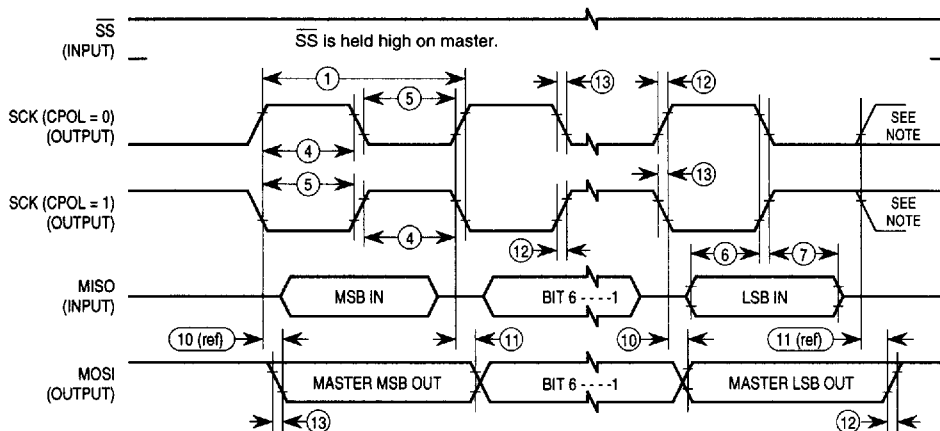 SS
(INPUT)
SS is held high on master.
1
5
13
12
SCK (CPOL = 0)
(OUTPUT)
SEE
NOTE
4
5
13
SCK (CPOL = 1)
(OUTPUT)
SEE
NOTE
4
12
6
7
MISO
(INPUT)
MSB IN
BIT 6 -----1
LSB IN
10 (ref)
11
10
11 (ref)
MOSI
(OUTPUT)
MASTER MSB OUT
BIT 6 -----1
MASTER LSB OUT
13
12